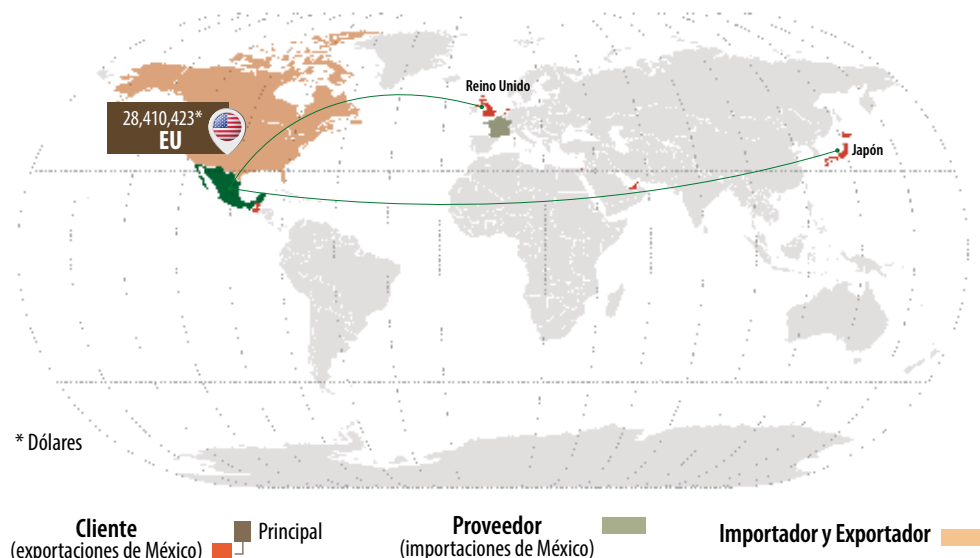 Reino Unido
28,410,423*
EU
Japón
* Dólares
Cliente
(exportaciones de México)
Principal
Proveedor
(importaciones de México)
Importador y Exportador